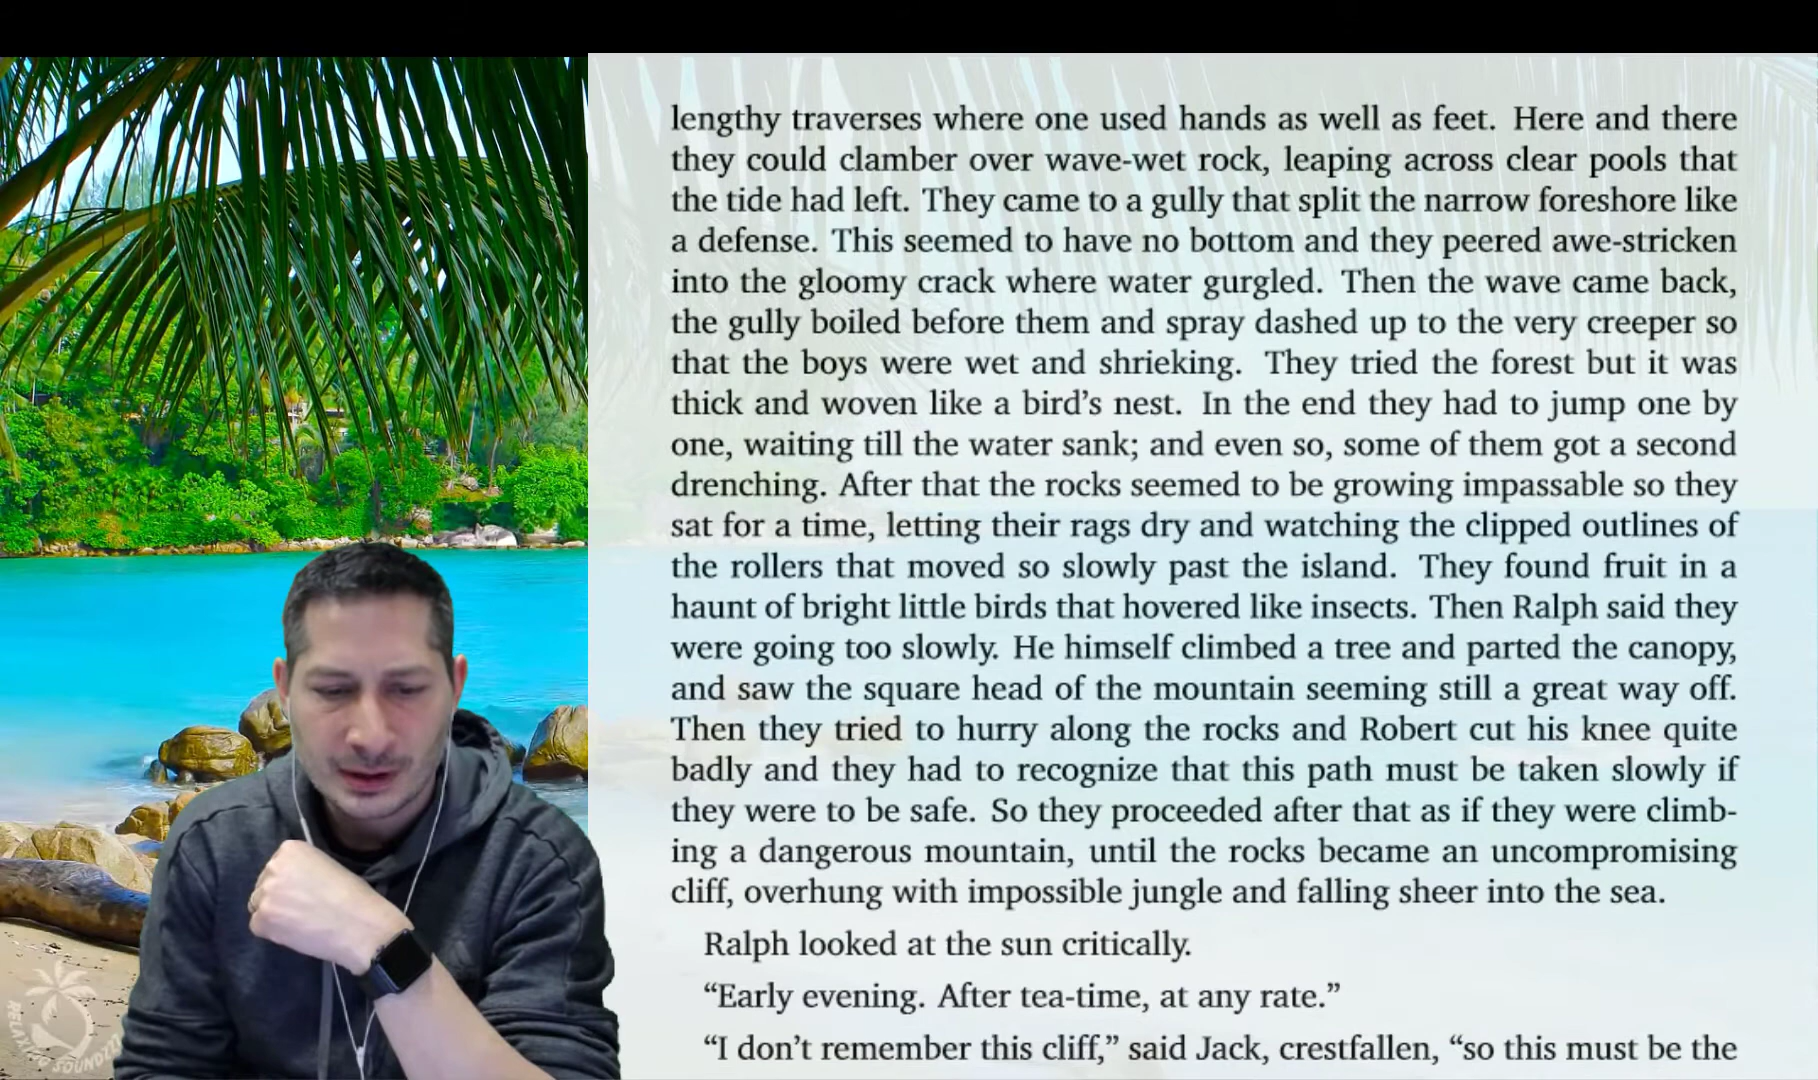 lengthy traverses where one used hands as well as feet. Here and there
they could clamber over wave-wet rock, leaping across clear pools that
the tide had left. They came to a gully that split the narrow foreshore like
a defense. This seemed to have no bottom and they peered awe-stricken
into the gloomy crack where water gurgled. Then the wave came back,
the gully boiled before them and spray dashed up to the very creeper so
that the boys were wet and shrieking. They tried the forest but it was
thick and woven like a bird’s nest. In the end they had to jump one by
one, waiting till the water sank; and even so, some of them got a second
drenching. After that the rocks seemed to be growing impassable so they
sat for a time, letting their rags dry and watching the clipped outlines of
the rollers that moved so slowly past the island. They found fruit in a
haunt of bright little birds that hovered like insects. Then Ralph said they
were going too slowly. He himself climbed a tree and parted the canopy,
and saw the square head of the mountain seeming still a great way off.
Then they tried to hurry along the rocks and Robert cut his knee quite
badly and they had to recognize that this path must be taken slowly if
they were to be safe. So they proceeded after that as if they were climb-
ing a dangerous mountain, until the rocks became an uncompromising
cliff, overhung with impossible jungle and falling sheer into the sea.
Ralph looked at the sun critically.
“Early evening. After tea-time, at any rate.”
“I don’t remember this cliff,” said Jack, crestfallen, “so this must be the
RELAXING SOUNDZZZ